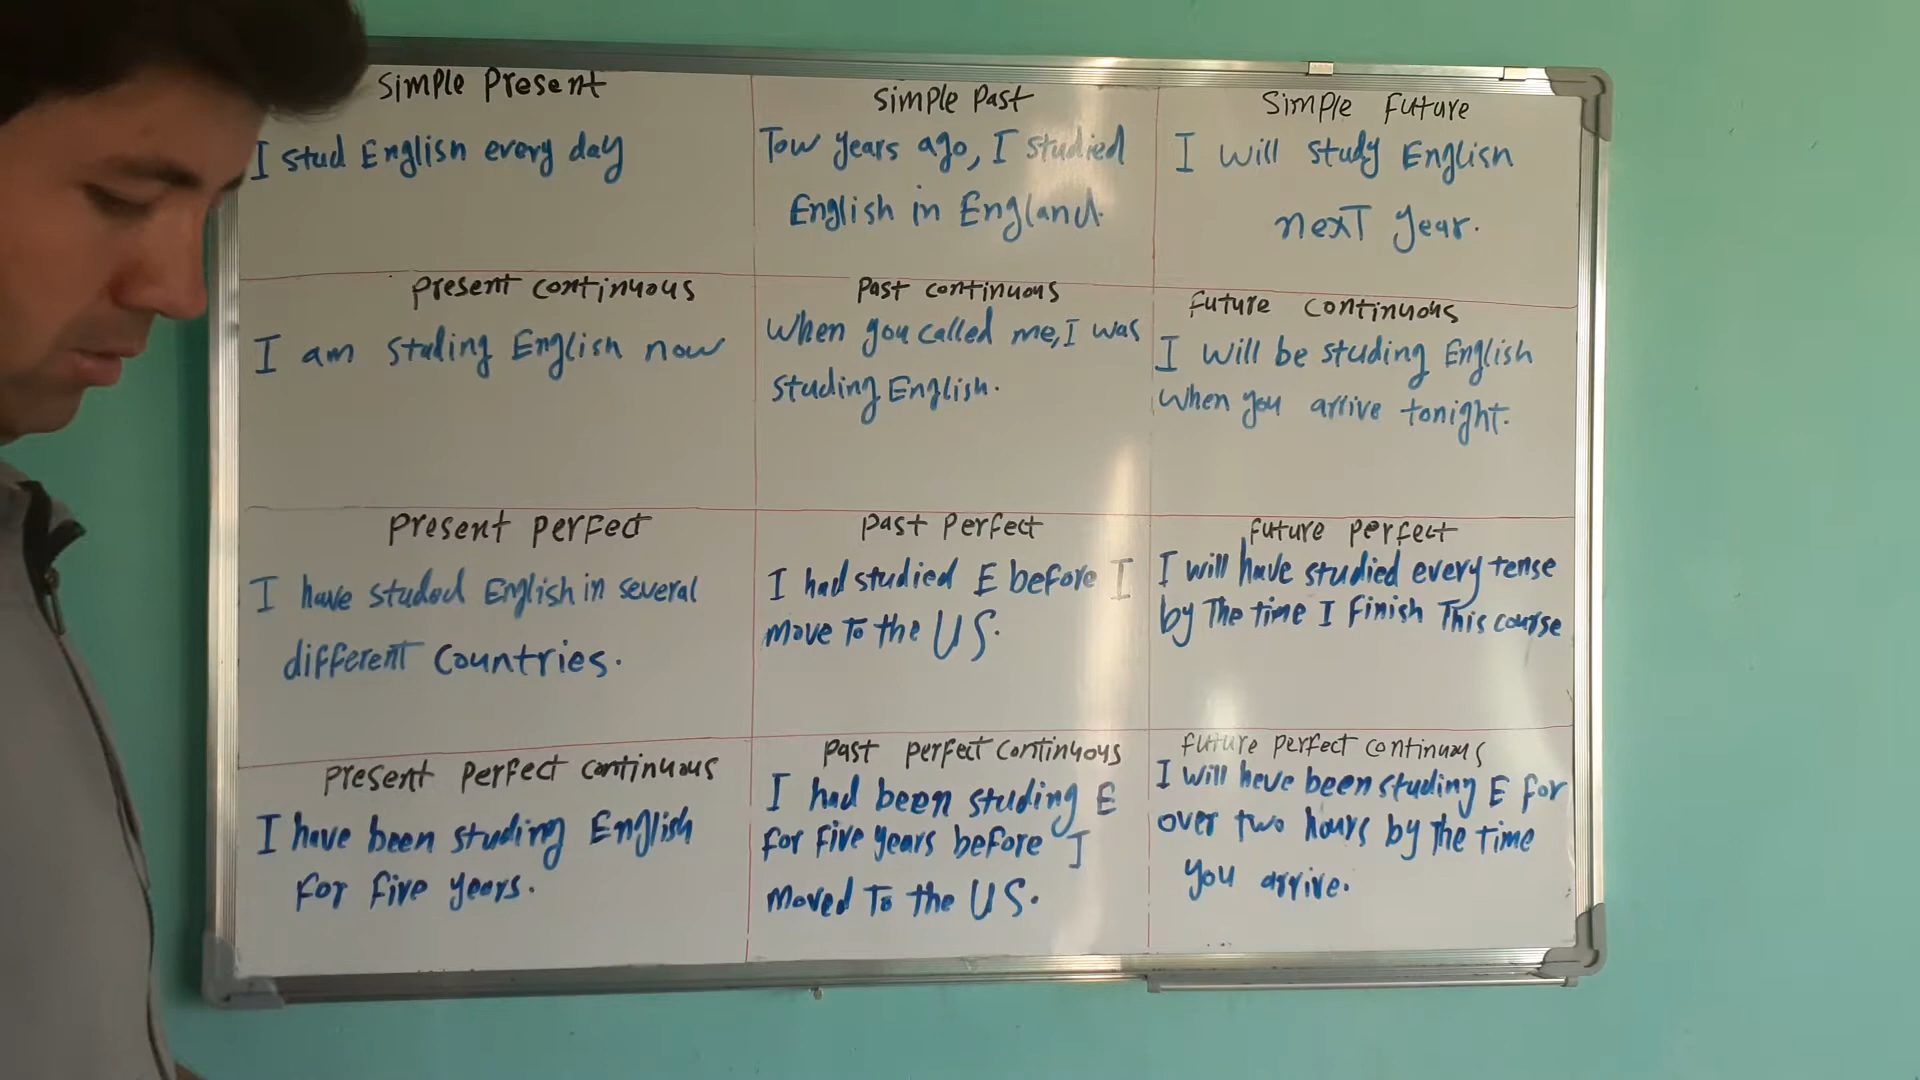 Simple Present
I stud English every day
Simple Past
Tow years ago, I studied
English in England.
Simple Future
I will study English
next year.
Present continuous
I am studing English now
Past continuous
When you called me, I was
studing English.
Future continuous
I will be studing English
when you arrive tonight.
Present perfect
I have studed English in several
different countries.
Past perfect
I had studied E before I
move to the US.
Future perfect
I will have studied every tense
by The time I Finish This course
Present perfect continuous
I have been studing English
For Five years.
Past perfect continuous
I had been studing E
for five years before I
moved To the US.
Future perfect continuous
I will heve been studing E for
over two hours by The time
you arrive.